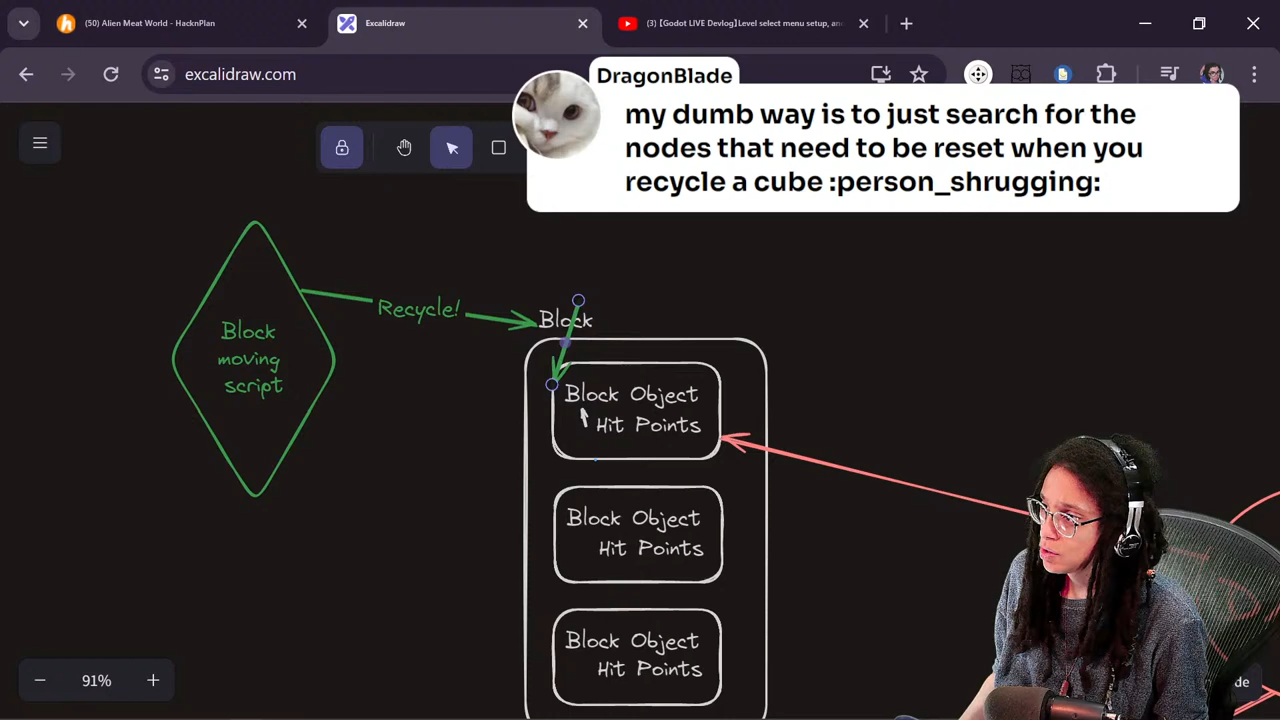 (50) Alien Meat World - HacknPlan
Excalidraw
(3) [Godot LIVE Devlog]Level select menu setup, an
excalidraw.com
DragonBlade
my dumb way is to just search for the
nodes that need to be reset when you
recycle a cube :person_shrugging:
Recycle!
Block
Block
moving
script
Block Object
Hit Points
Block Object
Hit Points
Block Object
Hit Points
91%
de